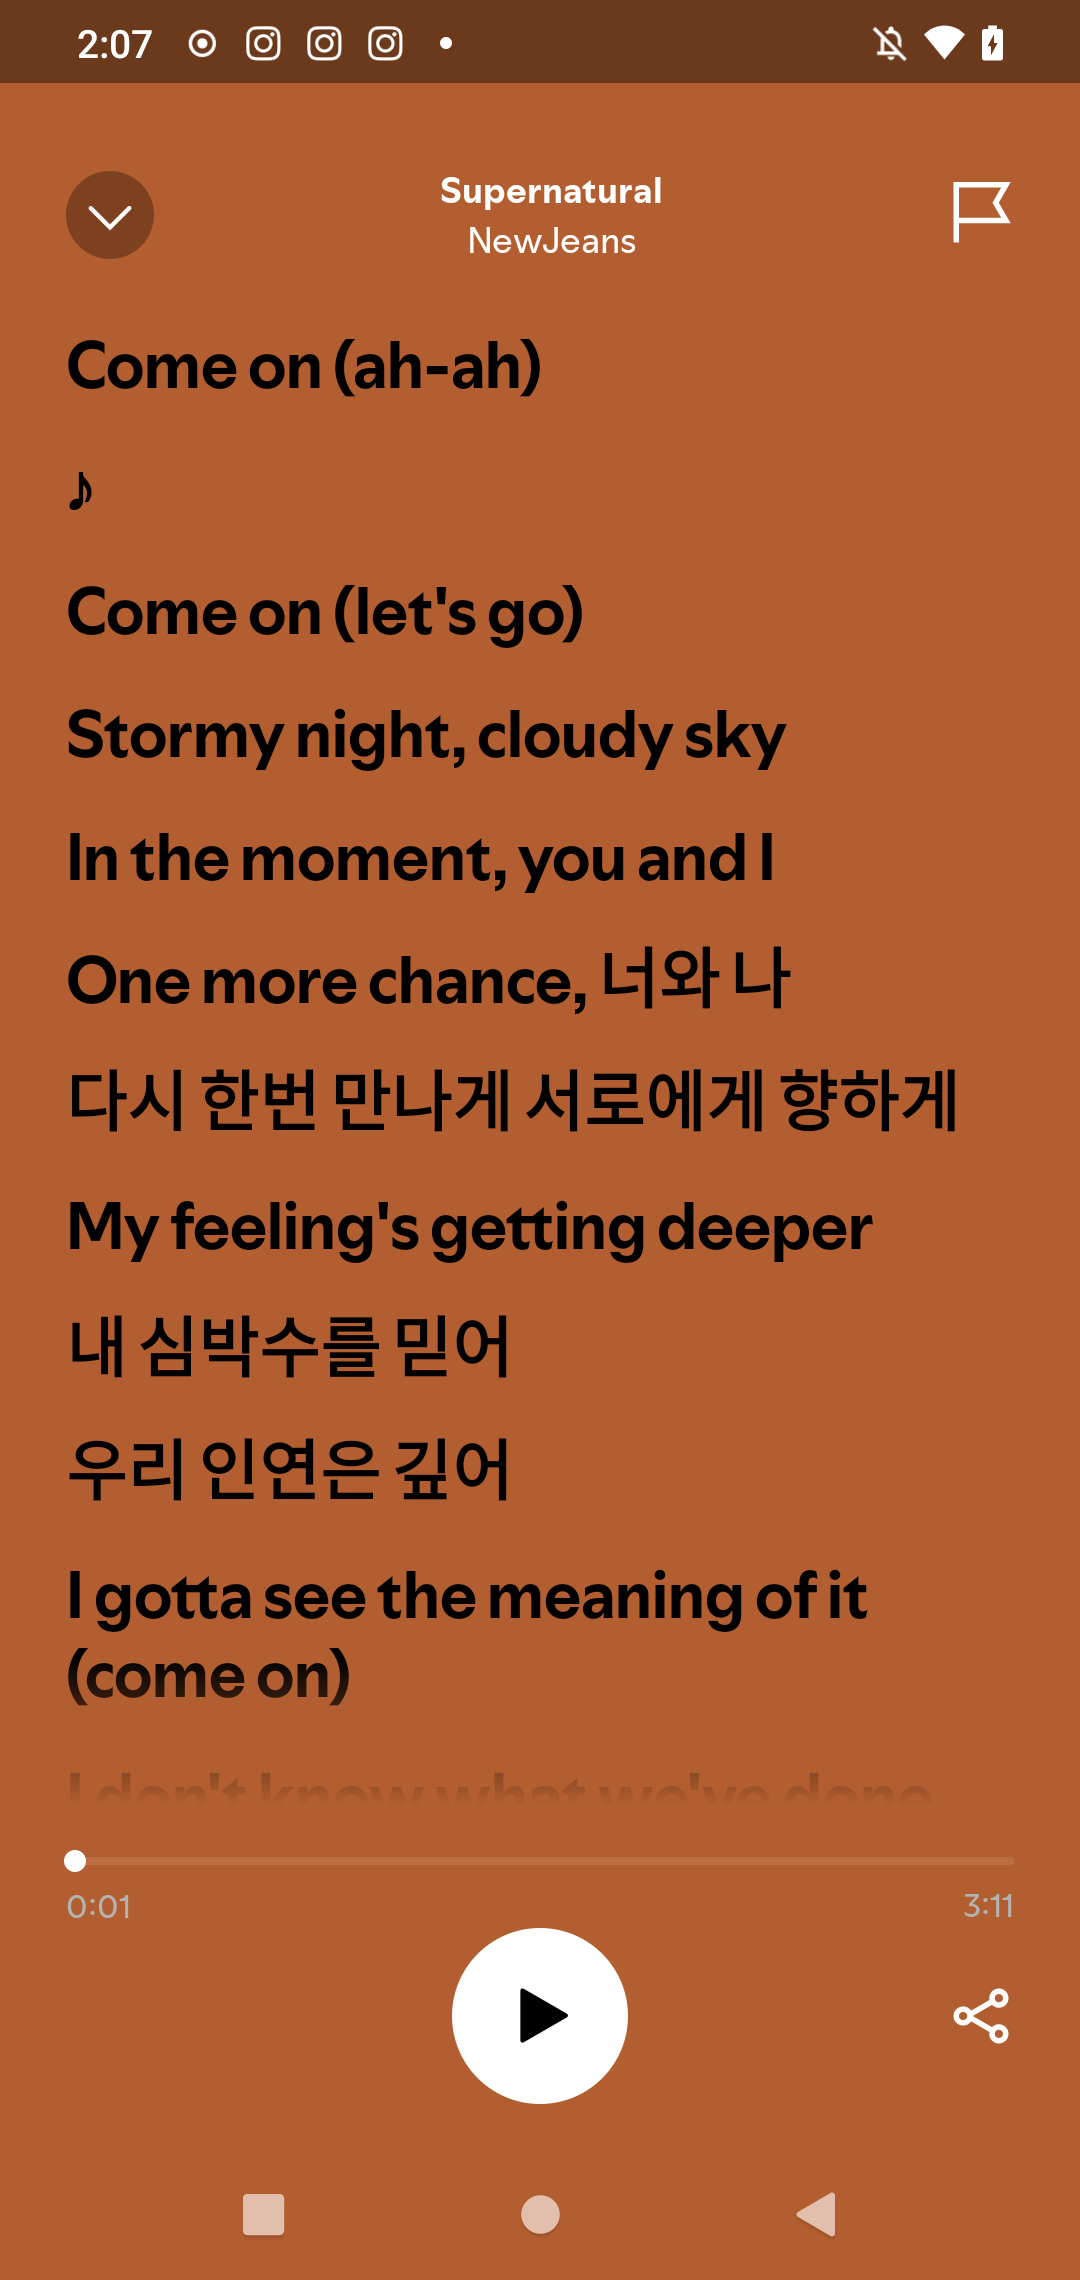 2:07
Supernatural
NewJeans
Come on (ah-ah)
♪
Come on (let's go)
Stormy night, cloudy sky
In the moment, you and I
One more chance, 너와 나
다시 한번 만나게 서로에게 향하게
My feeling's getting deeper
내 심박수를 믿어
우리 인연은 깊어
I gotta see the meaning of it
(come on)
I don't know what we've done
0:01
3:11